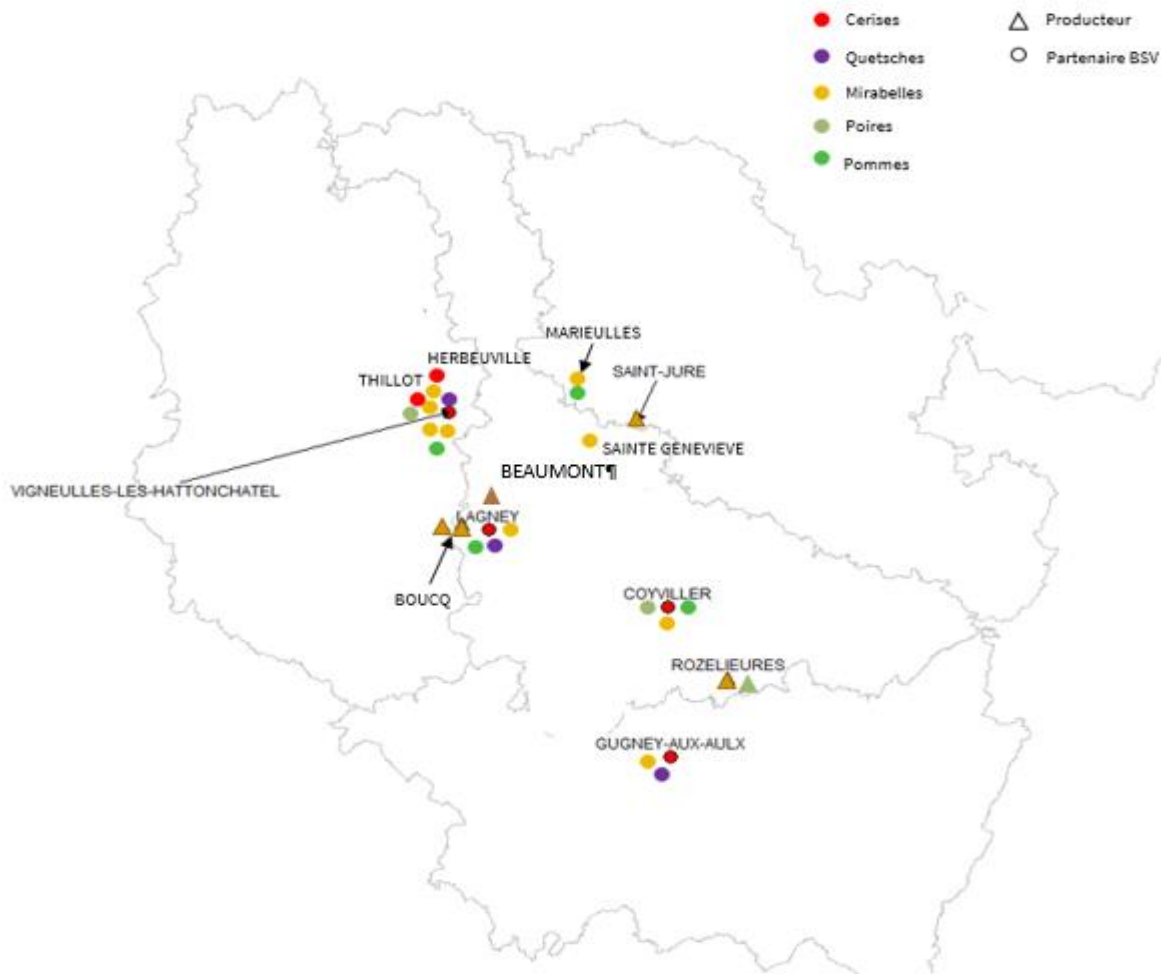 Cerises
Producteur
Quetsches
Partenaire BSV
Mirabelles
Poires
Pommes
MARIEULLES
HERBEUVILLE
SAINT-JURE
THILLOT
SAINTE GENEVIEVE
BEAUMONT¶
VIGNEULLES-LES-HATTONCHATEL
LAGNEY
BOUCQ
COYVILLER
ROZELIEURES
GUGNEY-AUX-AULX